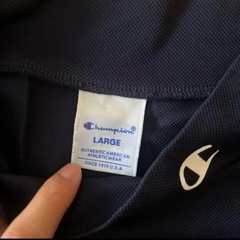 Champion
LARGE
AUTHENTIC AMERICAN
ATHLETICWEAR
SINCE 1919 U.S.A.